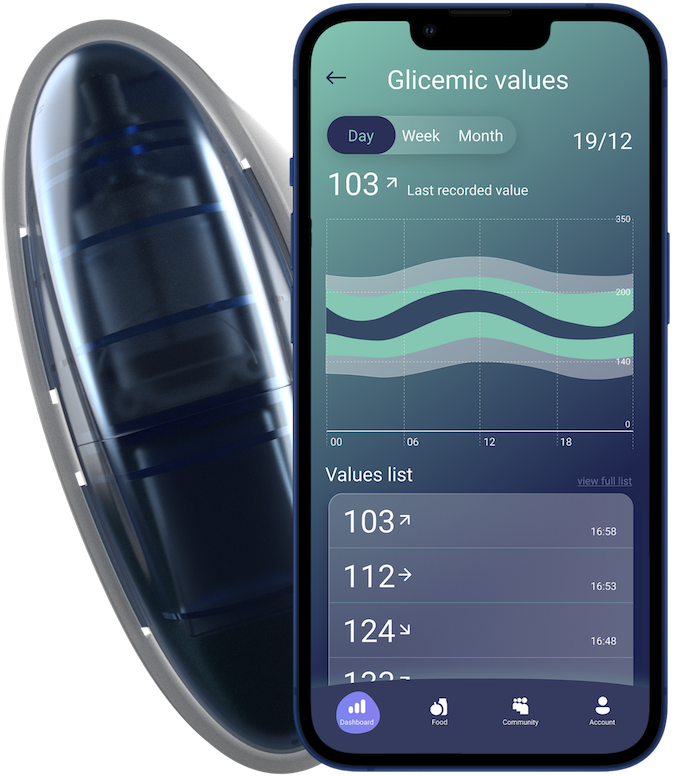 Glicemic values
Day Week Month
19/12
103 Last recorded value
350
200
140
0
00 06 12 18
Values list
view full list
103 16:58
112 16:53
124 16:48
Dashboard Food Community Account